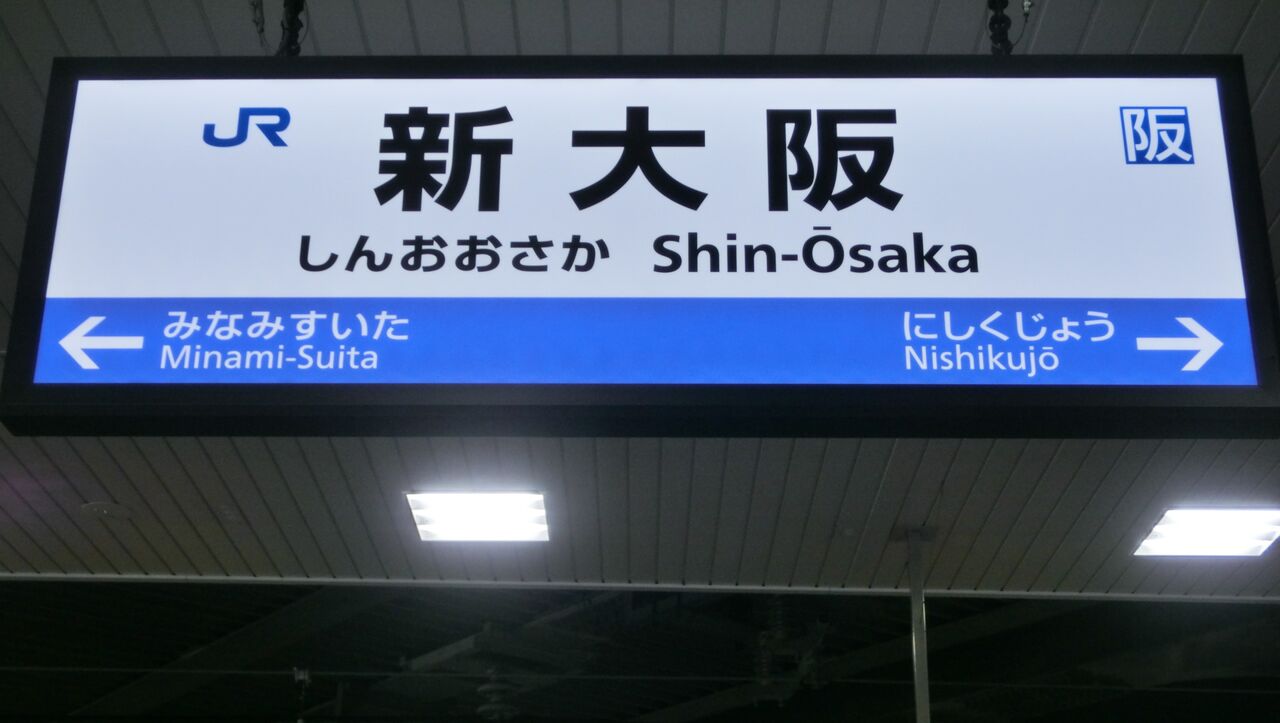 JR 新大阪 阪
しんおおさか Shin-Ōsaka
← みなみすいた にしくじょう →
Minami-Suita Nishikujō